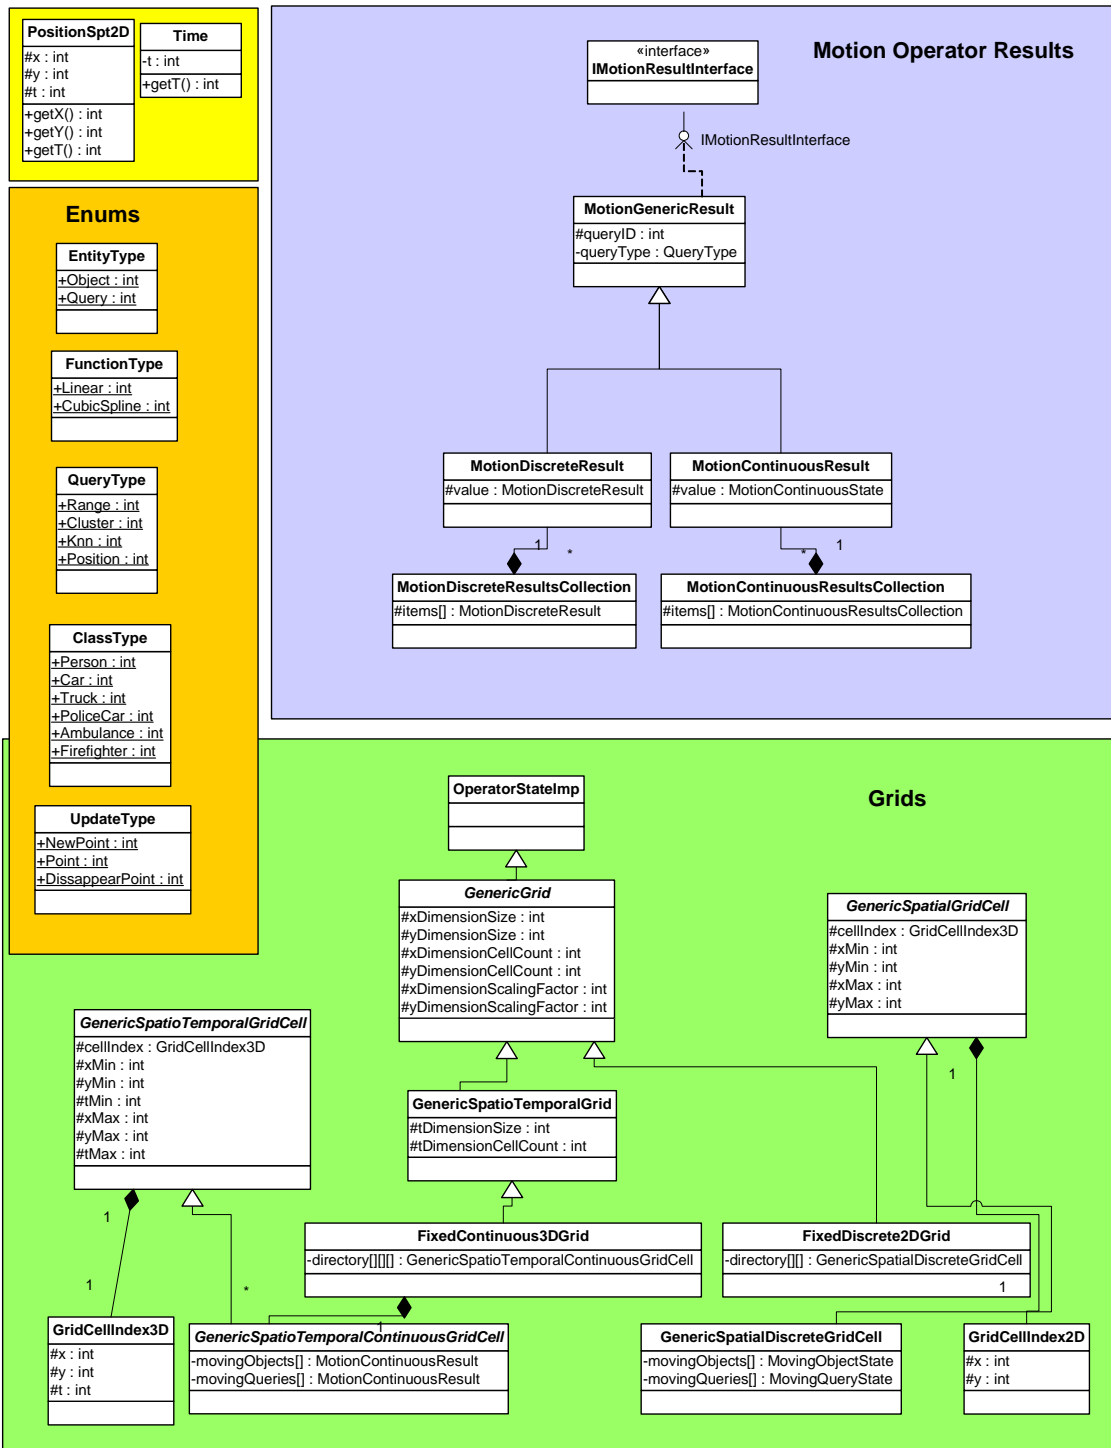 PositionSpt2D
#x : int
#y : int
#t : int
+getX() : int
+getY() : int
+getT() : int
Time
-t : int
+getT() : int
Enums
EntityType
+Object : int
+Query : int
FunctionType
+Linear : int
+CubicSpline : int
QueryType
+Range : int
+Cluster : int
+Knn : int
+Position : int
ClassType
+Person : int
+Car : int
+Truck : int
+PoliceCar : int
+Ambulance : int
+Firefighter : int
UpdateType
+NewPoint : int
+Point : int
+DissappearPoint : int
Motion Operator Results
«interface»
IMotionResultInterface
IMotionResultInterface
MotionGenericResult
#queryID : int
-queryType : QueryType
MotionDiscreteResult
#value : MotionDiscreteResult
MotionContinuousResult
#value : MotionContinuousState
1
*
1
*
MotionDiscreteResultsCollection
#items[] : MotionDiscreteResult
MotionContinuousResultsCollection
#items[] : MotionContinuousResultsCollection
Grids
OperatorStateImp
GenericGrid
#xDimensionSize : int
#yDimensionSize : int
#xDimensionCellCount : int
#yDimensionCellCount : int
#xDimensionScalingFactor : int
#yDimensionScalingFactor : int
GenericSpatialGridCell
#cellIndex : GridCellIndex3D
#xMin : int
#yMin : int
#xMax : int
#yMax : int
GenericSpatioTemporalGridCell
#cellIndex : GridCellIndex3D
#xMin : int
#yMin : int
#tMin : int
#xMax : int
#yMax : int
#tMax : int
GenericSpatioTemporalGrid
#tDimensionSize : int
#tDimensionCellCount : int
1
1
FixedContinuous3DGrid
-directory[][][] : GenericSpatioTemporalContinuousGridCell
FixedDiscrete2DGrid
-directory[][] : GenericSpatialDiscreteGridCell
1
1
*
1
GridCellIndex3D
#x : int
#y : int
#t : int
GenericSpatioTemporalContinuousGridCell
-movingObjects[] : MotionContinuousResult
-movingQueries[] : MotionContinuousResult
GenericSpatialDiscreteGridCell
-movingObjects[] : MovingObjectState
-movingQueries[] : MovingQueryState
GridCellIndex2D
#x : int
#y : int